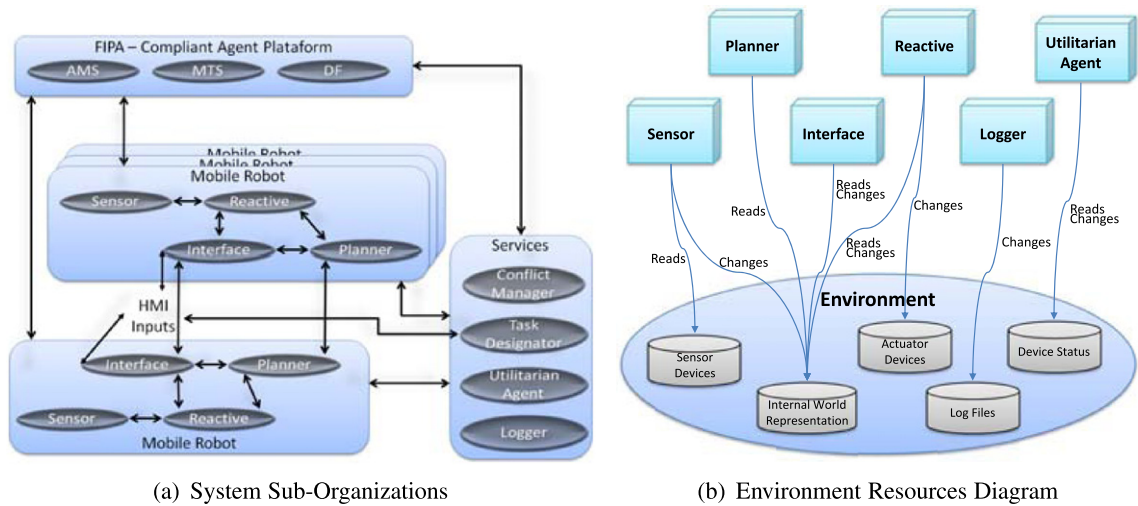 FIPA – Compliant Agent Plataform
AMS
MTS
DF
Mobile Robot
Mobile Robot
Mobile Robot
Sensor
Reactive
Interface
Planner
HMI
Inputs
Interface
Planner
Sensor
Reactive
Mobile Robot
Services
Conflict
Manager
Task
Designator
Utilitarian
Agent
Logger
(a) System Sub-Organizations
Planner
Reactive
Utilitarian
Agent
Sensor
Interface
Logger
Reads
Changes
Reads
Changes
Reads
Changes
Reads
Changes
Reads
Changes
Changes
Reads
Environment
Sensor
Devices
Internal World
Representation
Actuator
Devices
Log Files
Device Status
(b) Environment Resources Diagram